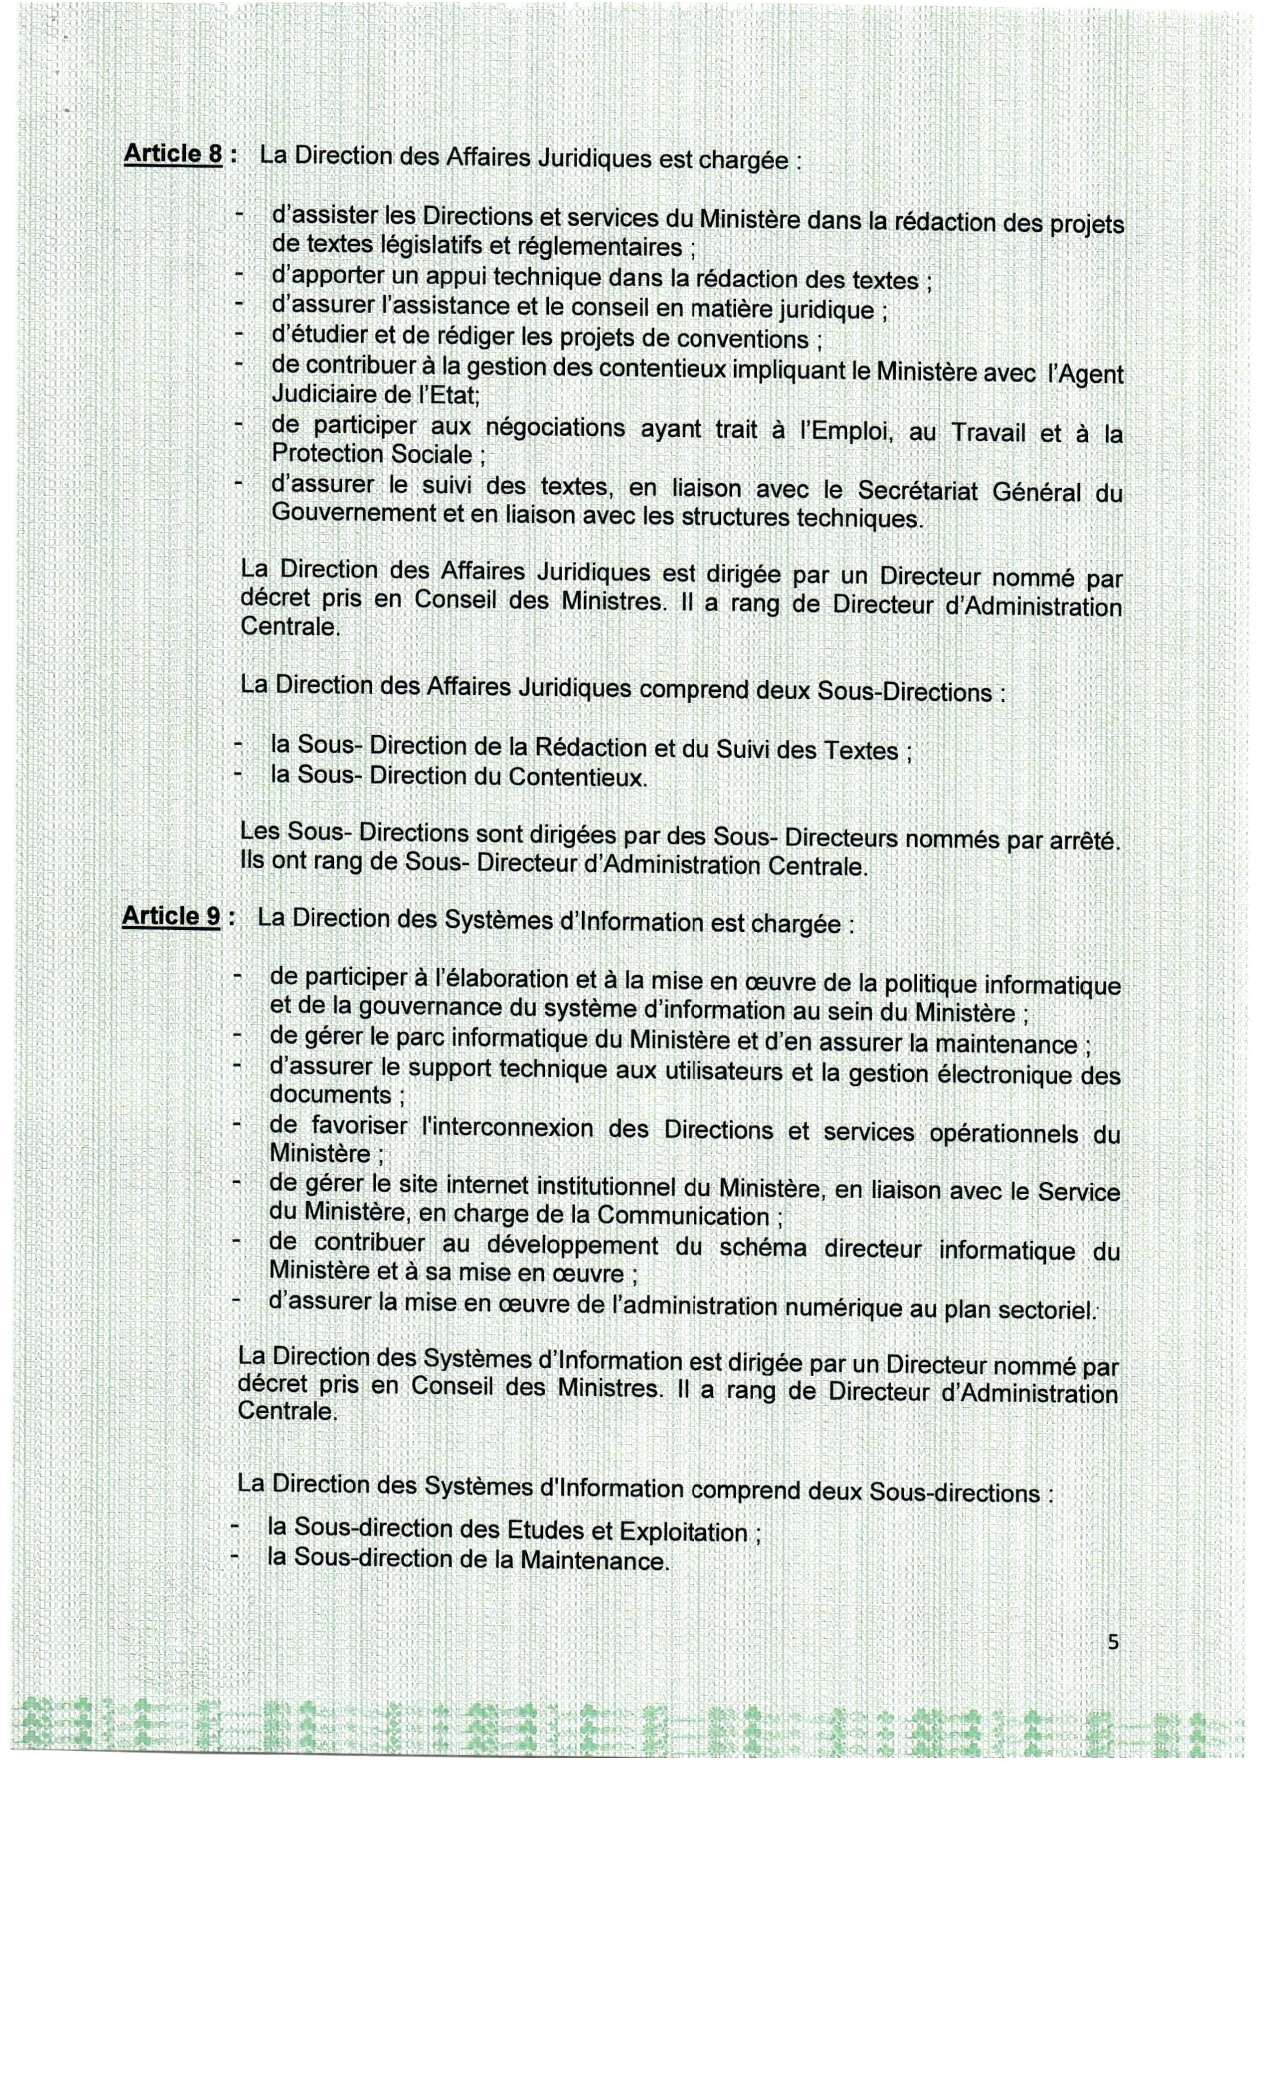 Article 8 : La Direction des Affaires Juridiques est chargée :
- d'assister les Directions et services du Ministère dans la rédaction des projets
de textes législatifs et réglementaires ;
- d'apporter un appui technique dans la rédaction des textes ;
- d'assurer l'assistance et le conseil en matière juridique ;
- d'étudier et de rédiger les projets de conventions ;
- de contribuer à la gestion des contentieux impliquant le Ministère avec l'Agent
Judiciaire de l'Etat;
- de participer aux négociations ayant trait à l'Emploi, au Travail et à la
Protection Sociale ;
- d'assurer le suivi des textes, en liaison avec le Secrétariat Général du
Gouvernement et en liaison avec les structures techniques.
La Direction des Affaires Juridiques est dirigée par un Directeur nommé par
décret pris en Conseil des Ministres. Il a rang de Directeur d'Administration
Centrale.
La Direction des Affaires Juridiques comprend deux Sous-Directions :
- la Sous- Direction de la Rédaction et du Suivi des Textes ;
- la Sous- Direction du Contentieux.
Les Sous- Directions sont dirigées par des Sous- Directeurs nommés par arrêté.
Ils ont rang de Sous- Directeur d'Administration Centrale.
Article 9 : La Direction des Systèmes d'Information est chargée :
- de participer à l'élaboration et à la mise en œuvre de la politique informatique
et de la gouvernance du système d'information au sein du Ministère ;
- de gérer le parc informatique du Ministère et d'en assurer la maintenance ;
- d'assurer le support technique aux utilisateurs et la gestion électronique des
documents ;
- de favoriser l'interconnexion des Directions et services opérationnels du
Ministère ;
- de gérer le site internet institutionnel du Ministère, en liaison avec le Service
du Ministère, en charge de la Communication ;
- de contribuer au développement du schéma directeur informatique du
Ministère et à sa mise en œuvre ;
- d'assurer la mise en œuvre de l'administration numérique au plan sectoriel.
La Direction des Systèmes d'Information est dirigée par un Directeur nommé par
décret pris en Conseil des Ministres. Il a rang de Directeur d'Administration
Centrale.
La Direction des Systèmes d'Information comprend deux Sous-directions :
- la Sous-direction des Etudes et Exploitation ;
- la Sous-direction de la Maintenance.
5